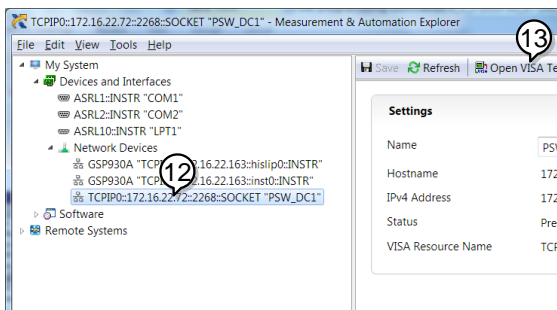 TCPIP0::172.16.22.72::2268::SOCKET "PSW_DC1" - Measurement & Automation Explorer
File Edit View Tools Help
13
My System
Devices and Interfaces
ASRL1::INSTR "COM1"
ASRL2::INSTR "COM2"
ASRL10::INSTR "LPT1"
Network Devices
GSP930A "TCPI 2.16.22.163::hislip0::INSTR"
GSP930A "TCPI 2.16.22.163::inst0::INSTR"
12
TCPIP0::172.16.22.72::2268::SOCKET "PSW_DC1"
Software
Remote Systems
Save Refresh Open VISA Te
Settings
Name PSW
Hostname 172
IPv4 Address 172
Status Pre
VISA Resource Name TCP